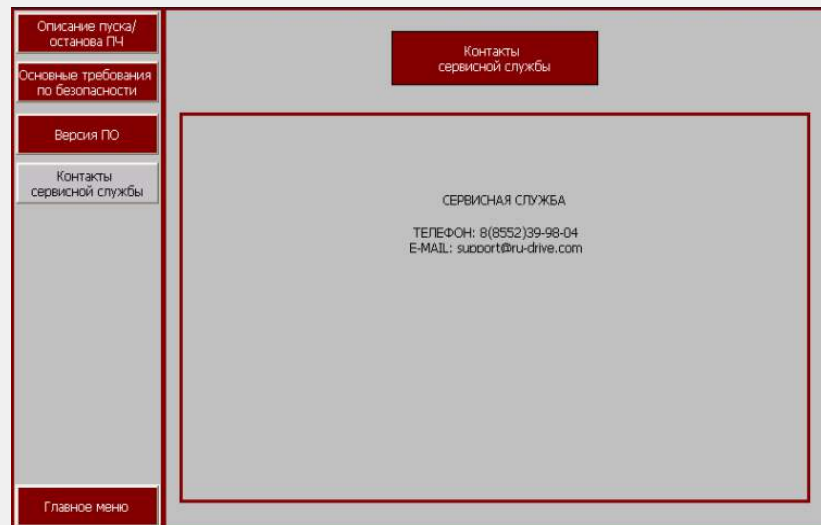 Описание пуска/
останова ПЧ
Основные требования
по безопасности
Версия ПО
Контакты
сервисной службы
Главное меню
Контакты
сервисной службы
СЕРВИСНАЯ СЛУЖБА
ТЕЛЕФОН: 8(8552)39-98-04
E-MAIL: support@ru-drive.com